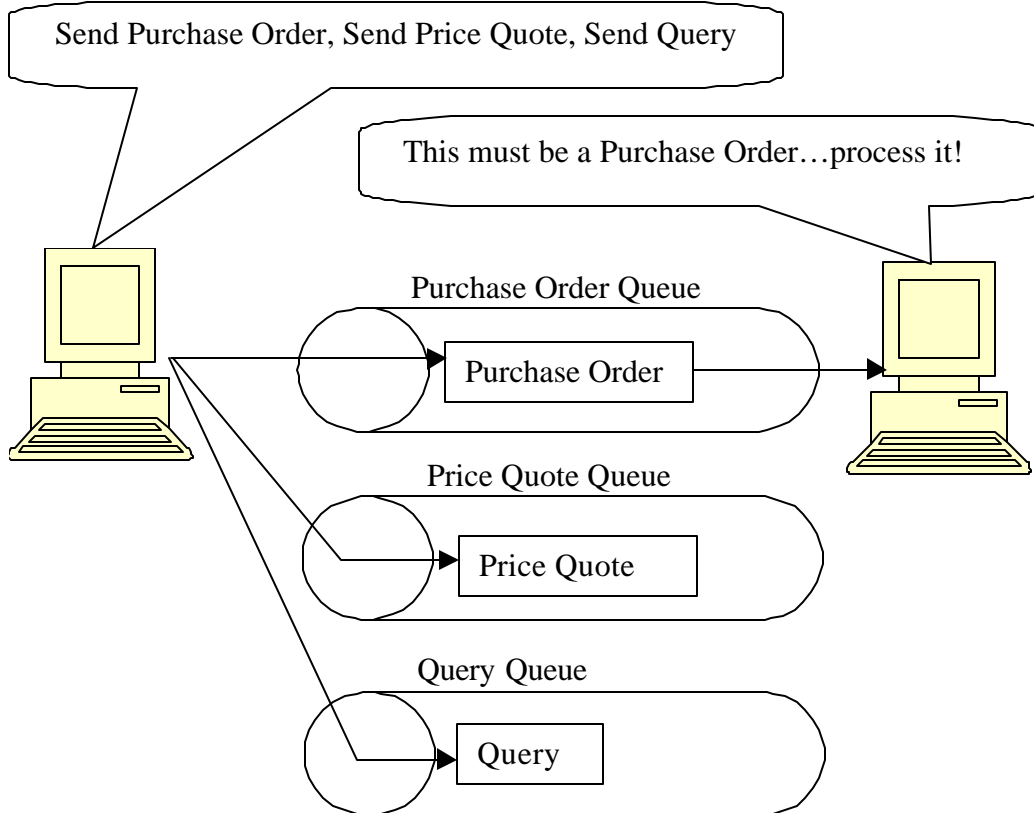 Send Purchase Order, Send Price Quote, Send Query
This must be a Purchase Order…process it!
Purchase Order Queue
Purchase Order
Price Quote Queue
Price Quote
Query Queue
Query